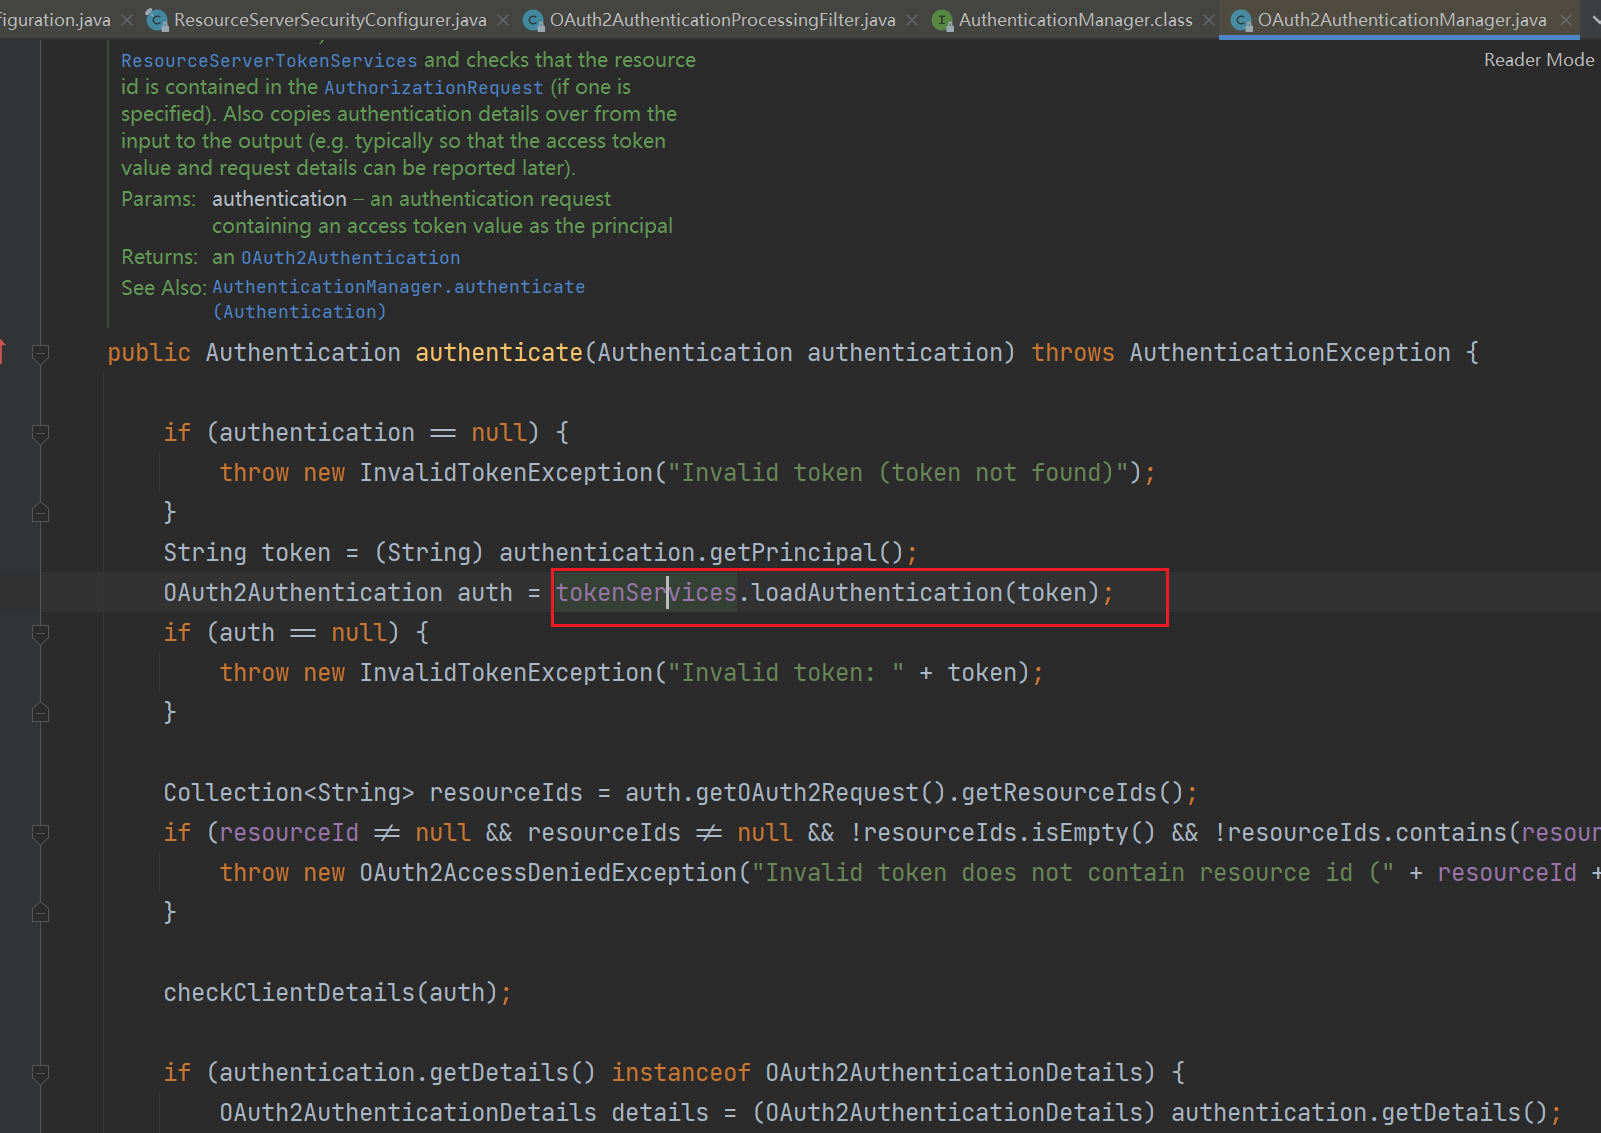 figuration.java ResourceServerSecurityConfigurer.java OAuth2AuthenticationProcessingFilter.java AuthenticationManager.class OAuth2AuthenticationManager.java
Reader Mode
ResourceServerTokenServices and checks that the resource
id is contained in the AuthorizationRequest (if one is
specified). Also copies authentication details over from the
input to the output (e.g. typically so that the access token
value and request details can be reported later).
Params: authentication – an authentication request
containing an access token value as the principal
Returns: an OAuth2Authentication
See Also: AuthenticationManager.authenticate
(Authentication)
public Authentication authenticate(Authentication authentication) throws AuthenticationException {
if (authentication == null) {
throw new InvalidTokenException("Invalid token (token not found)");
}
String token = (String) authentication.getPrincipal();
OAuth2Authentication auth = tokenServices.loadAuthentication(token);
if (auth == null) {
throw new InvalidTokenException("Invalid token: " + token);
}
Collection<String> resourceIds = auth.getOAuth2Request().getResourceIds();
if (resourceId != null && resourceIds != null && !resourceIds.isEmpty() && !resourceIds.contains(resour
throw new OAuth2AccessDeniedException("Invalid token does not contain resource id (" + resourceId +
}
checkClientDetails(auth);
if (authentication.getDetails() instanceof OAuth2AuthenticationDetails) {
OAuth2AuthenticationDetails details = (OAuth2AuthenticationDetails) authentication.getDetails();